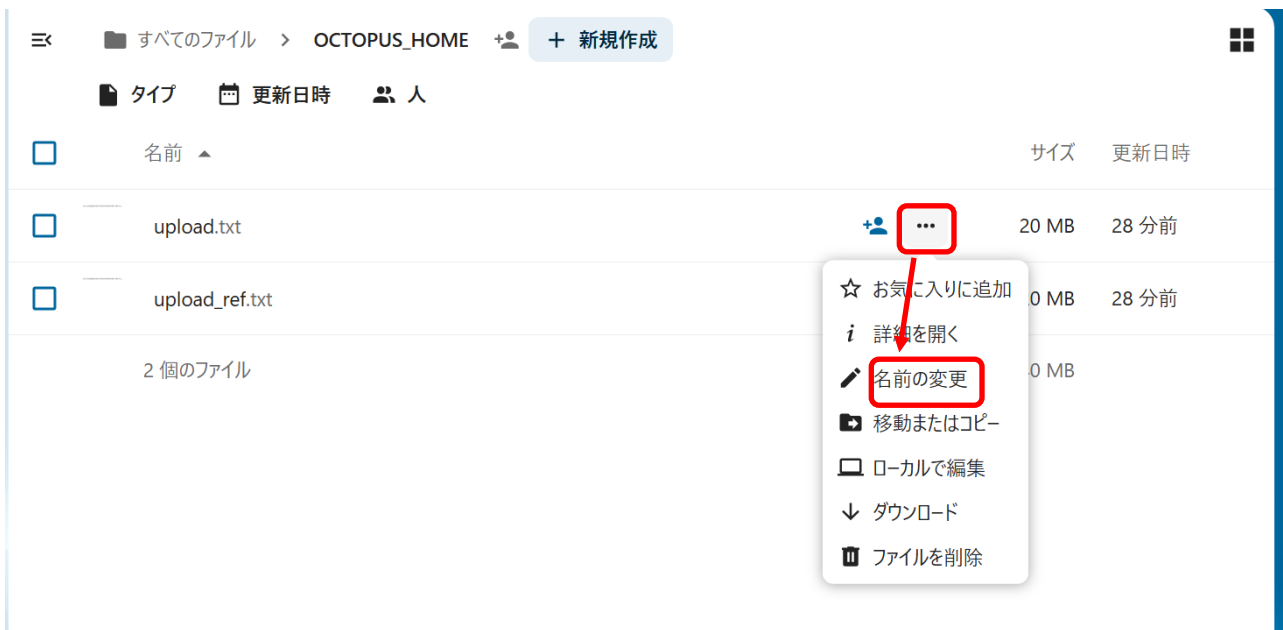 すべてのファイル > OCTOPUS_HOME + 新規作成
タイプ 更新日時 人
名前 サイズ 更新日時
upload.txt 20 MB 28 分前
お気に入りに追加
upload_ref.txt 0 MB 28 分前
詳細を開く
2 個のファイル 0 MB
名前の変更
移動またはコピー
ローカルで編集
ダウンロード
ファイルを削除